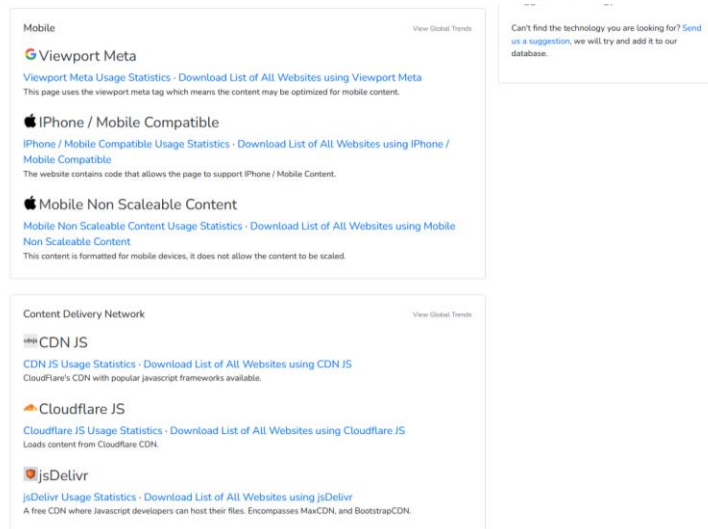 Mobile
View Global Trends
Viewport Meta
Viewport Meta Usage Statistics · Download List of All Websites using Viewport Meta
This page uses the viewport meta tag which means the content may be optimized for mobile content.
IPhone / Mobile Compatible
IPhone / Mobile Compatible Usage Statistics · Download List of All Websites using IPhone /
Mobile Compatible
The website contains code that allows the page to support IPhone / Mobile Content.
Mobile Non Scaleable Content
Mobile Non Scaleable Content Usage Statistics · Download List of All Websites using Mobile
Non Scaleable Content
This content is formatted for mobile devices, it does not allow the content to be scaled.
Content Delivery Network
View Global Trends
CDN JS
CDN JS Usage Statistics · Download List of All Websites using CDN JS
CloudFlare's CDN with popular javascript frameworks available.
Cloudflare JS
Cloudflare JS Usage Statistics · Download List of All Websites using Cloudflare JS
Loads content from Cloudflare CDN.
jsDelivr
jsDelivr Usage Statistics · Download List of All Websites using jsDelivr
A free CDN where Javascript developers can host their files. Encompasses MaxCDN, and BootstrapCDN.
Can't find the technology you are looking for? Send
us a suggestion, we will try and add it to our
database.